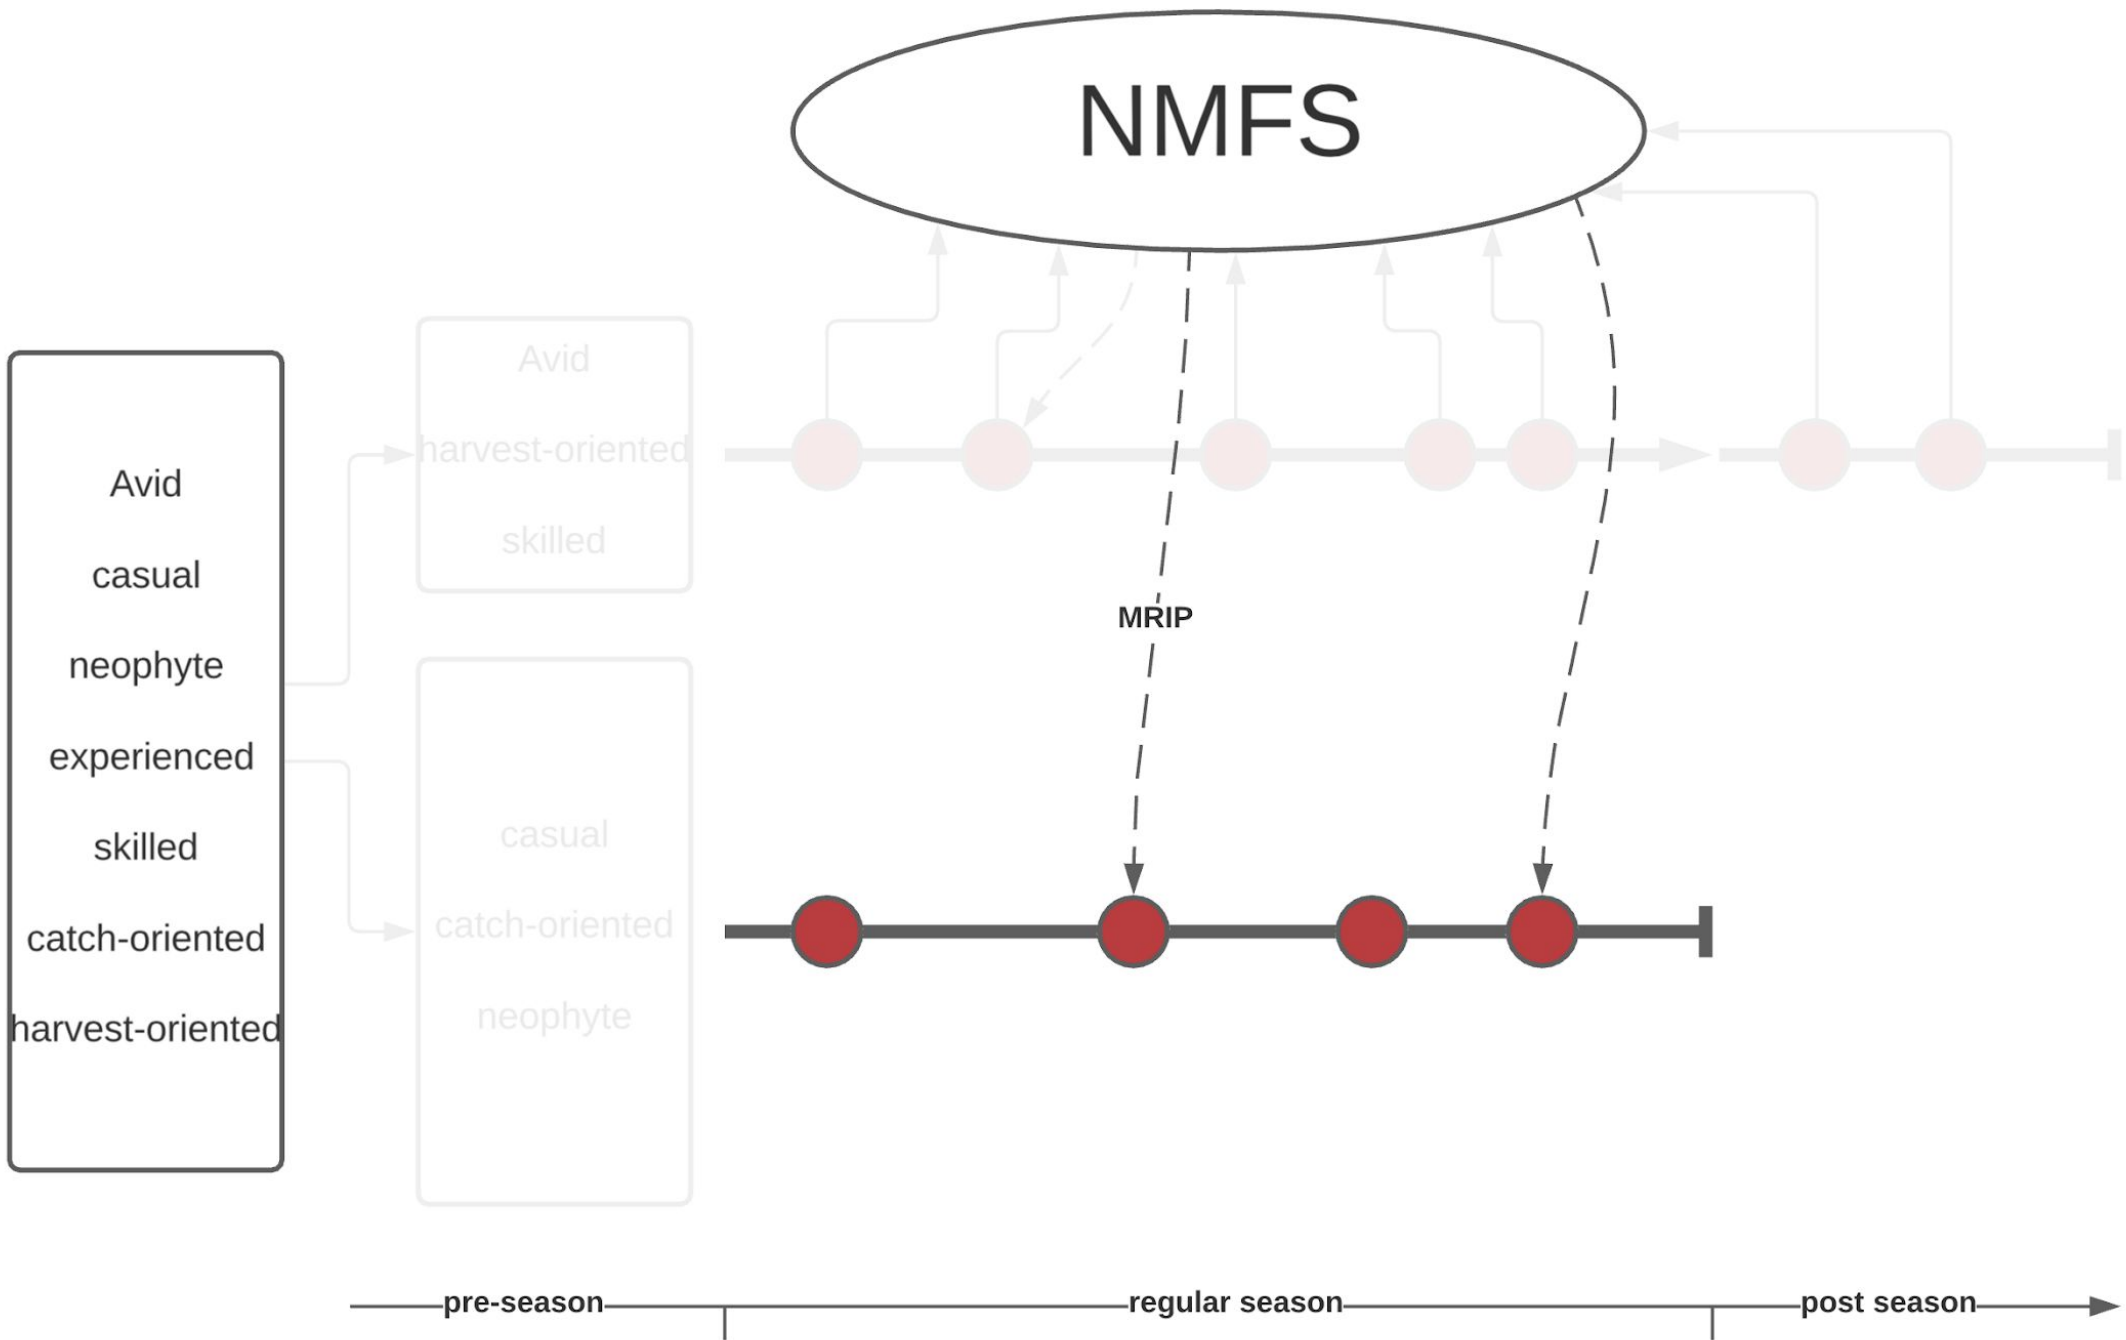 NMFS
Avid
casual
neophyte
experienced
skilled
catch-oriented
harvest-oriented
Avid
harvest-oriented
skilled
casual
catch-oriented
neophyte
MRIP
pre-season
regular season
post season